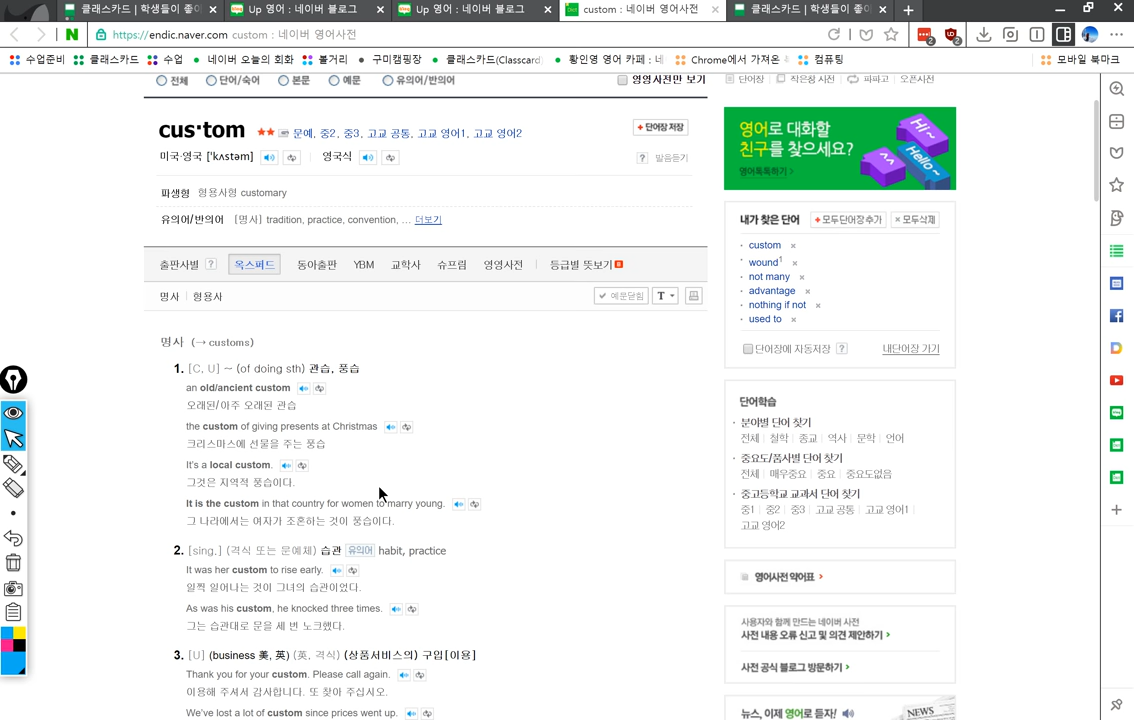 클래스카드 | 학생들이 좋아
Up 영어 : 네이버 블로그
Up 영어 : 네이버 블로그
custom : 네이버 영어사전
클래스카드 | 학생들이 좋아
https://endic.naver.com custom : 네이버 영어사전
수업준비 클래스카드 수업 네이버 오늘의 회화 볼거리 구미캠핑장 클래스카드(Classcard) 황인영 영어 카페 : 네 Chrome에서 가져온 컴퓨팅 모바일 북마크
전체 단어/숙어 본문 예문 유의어/반의어 영영사전만 보기
단어장 작은창 사전 파파고 오픈사전
cus·tom
문예, 중2, 중3, 고교 공통, 고교 영어1, 고교 영어2
+ 단어장 저장
미국·영국 ['kʌstəm] 영국식
? 발음듣기
파생형 형용사형 customary
유의어/반의어 [명사] tradition, practice, convention, … 더보기
출판사별 ? 옥스퍼드 동아출판 YBM 교학사 슈프림 영영사전 등급별 뜻보기
명사 | 형용사
예문닫힘 T
명사 (→ customs)
1. [C, U] ~ (of doing sth) 관습, 풍습
an old/ancient custom
오래된/아주 오래된 관습
the custom of giving presents at Christmas
크리스마스에 선물을 주는 풍습
It's a local custom.
그것은 지역적 풍습이다.
It is the custom in that country for women to marry young.
그 나라에서는 여자가 조혼하는 것이 풍습이다.
2. [sing.] (격식 또는 문예체) 습관 유의어 habit, practice
It was her custom to rise early.
일찍 일어나는 것이 그녀의 습관이었다.
As was his custom, he knocked three times.
그는 습관대로 문을 세 번 노크했다.
3. [U] (business 美, 英) (英, 격식) (상품서비스의) 구입[이용]
Thank you for your custom. Please call again.
이용해 주셔서 감사합니다. 또 찾아 주십시오.
We've lost a lot of custom since prices went up.
영어로 대화할
친구를 찾으세요?
영어톡톡하기 >
Hi~
^^
Hello~
내가 찾은 단어 +모두단어장추가 ×모두삭제
custom ×
wound1 ×
not many ×
advantage ×
nothing if not ×
used to ×
단어장에 자동저장 ? 내단어장 가기
단어학습
분야별 단어 찾기
전체 | 철학 | 종교 | 역사 | 문학 | 언어
중요도/품사별 단어 찾기
전체 | 매우중요 | 중요 | 중요도없음
중고등학교 교과서 단어 찾기
중1 | 중2 | 중3 | 고교 공통 | 고교 영어1 |
고교 영어2
영어사전 약어표 >
사용자와 함께 만드는 네이버 사전
사전 내용 오류 신고 및 의견 제안하기 >
사전 공식 블로그 방문하기 >
뉴스, 이제 영어로 듣자!
NEWS